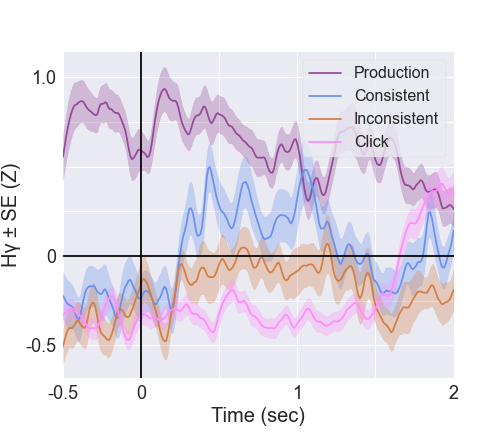 Production
Consistent
Inconsistent
Click
1.0
0
-0.5
Hγ ± SE (Z)
-0.5
0
1
2
Time (sec)